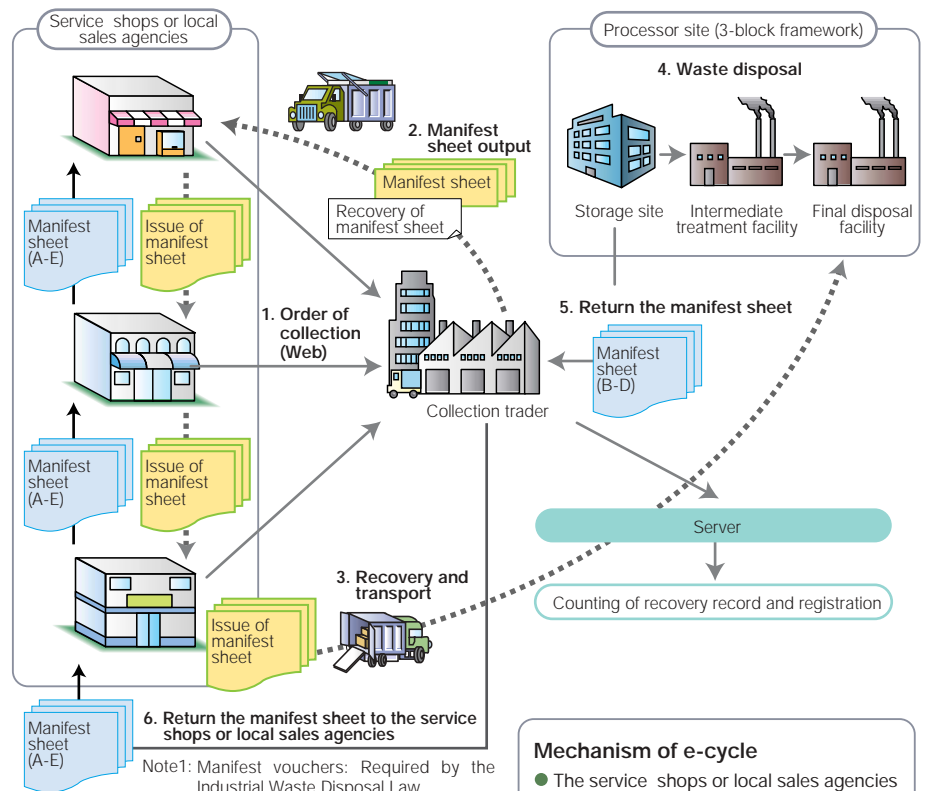 Service shops or local
sales agencies
Processor site (3-block framework)
4. Waste disposal
2. Manifest
sheet output
Manifest sheet
Recovery of
manifest sheet
Storage site
Intermediate
treatment facility
Final disposal
facility
Manifest
sheet
(A-E)
Issue of
manifest
sheet
1. Order of
collection
(Web)
5. Return the manifest sheet
Manifest
sheet
(B-D)
Collection trader
Manifest
sheet
(A-E)
Issue of
manifest
sheet
Server
3. Recovery and
transport
Counting of recovery record and registration
Issue of
manifest
sheet
6. Return the manifest sheet to the service
shops or local sales agencies
Manifest
sheet
(A-E)
Note1: Manifest vouchers: Required by the
Industrial Waste Disposal Law
Mechanism of e-cycle
● The service shops or local sales agencies